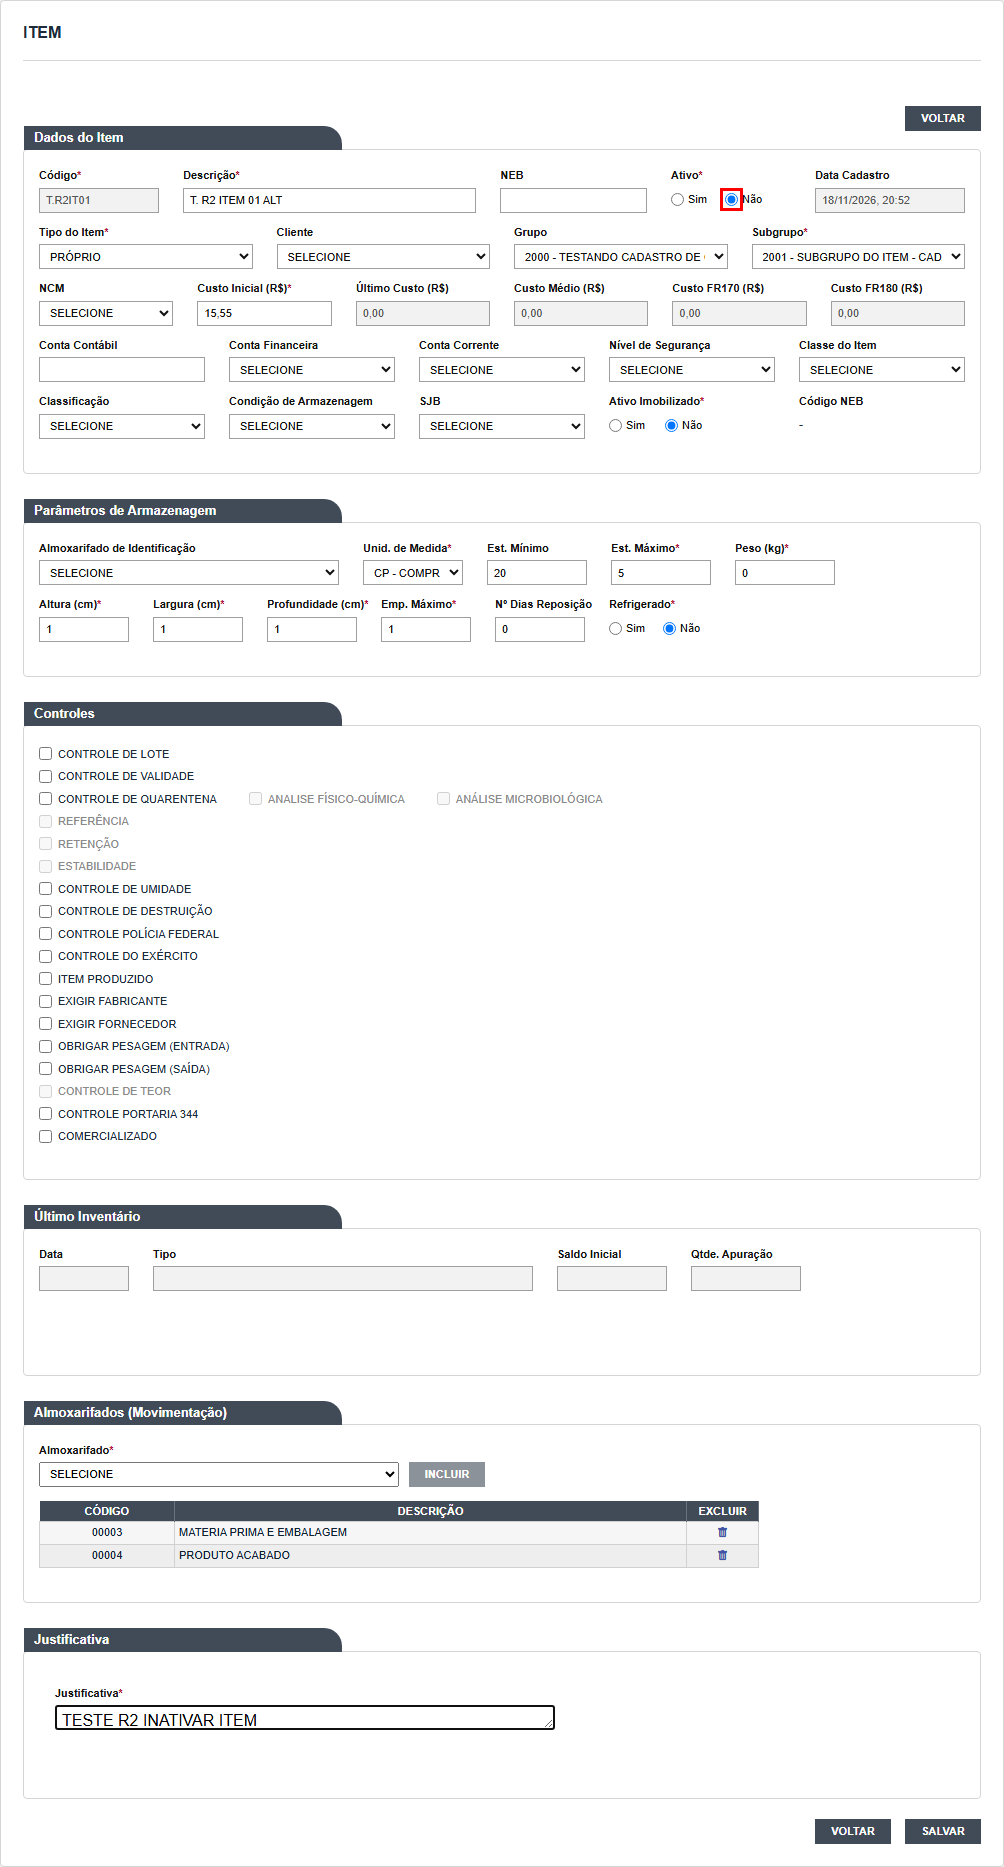 ITEM
VOLTAR
Dados do Item
Código* Descrição* NEB Ativo* Data Cadastro
T.R2IT01 T. R2 ITEM 01 ALT Sim Não 18/11/2026, 20:52
Tipo do Item* Cliente Grupo Subgrupo*
PRÓPRIO SELECIONE 2000 - TESTANDO CADASTRO DE 2001 - SUBGRUPO DO ITEM - CAD
NCM Custo Inicial (R$)* Último Custo (R$) Custo Médio (R$) Custo FR170 (R$) Custo FR180 (R$)
SELECIONE 15,55 0,00 0,00 0,00 0,00
Conta Contábil Conta Financeira Conta Corrente Nível de Segurança Classe do Item
SELECIONE SELECIONE SELECIONE SELECIONE
Classificação Condição de Armazenagem SJB Ativo Imobilizado* Código NEB
SELECIONE SELECIONE SELECIONE Sim Não -
Parâmetros de Armazenagem
Almoxarifado de Identificação Unid. de Medida* Est. Mínimo Est. Máximo* Peso (kg)*
SELECIONE CP - COMPR 20 5 0
Altura (cm)* Largura (cm)* Profundidade (cm)* Emp. Máximo* Nº Dias Reposição Refrigerado*
1 1 1 1 0 Sim Não
Controles
CONTROLE DE LOTE
CONTROLE DE VALIDADE
CONTROLE DE QUARENTENA ANALISE FÍSICO-QUÍMICA ANÁLISE MICROBIOLÓGICA
REFERÊNCIA
RETENÇÃO
ESTABILIDADE
CONTROLE DE UMIDADE
CONTROLE DE DESTRUIÇÃO
CONTROLE POLÍCIA FEDERAL
CONTROLE DO EXÉRCITO
ITEM PRODUZIDO
EXIGIR FABRICANTE
EXIGIR FORNECEDOR
OBRIGAR PESAGEM (ENTRADA)
OBRIGAR PESAGEM (SAÍDA)
CONTROLE DE TEOR
CONTROLE PORTARIA 344
COMERCIALIZADO
Último Inventário
Data Tipo Saldo Inicial Qtde. Apuração
Almoxarifados (Movimentação)
Almoxarifado*
SELECIONE INCLUIR
CÓDIGO DESCRIÇÃO EXCLUIR
00003 MATERIA PRIMA E EMBALAGEM
00004 PRODUTO ACABADO
Justificativa
Justificativa*
TESTE R2 INATIVAR ITEM
VOLTAR SALVAR